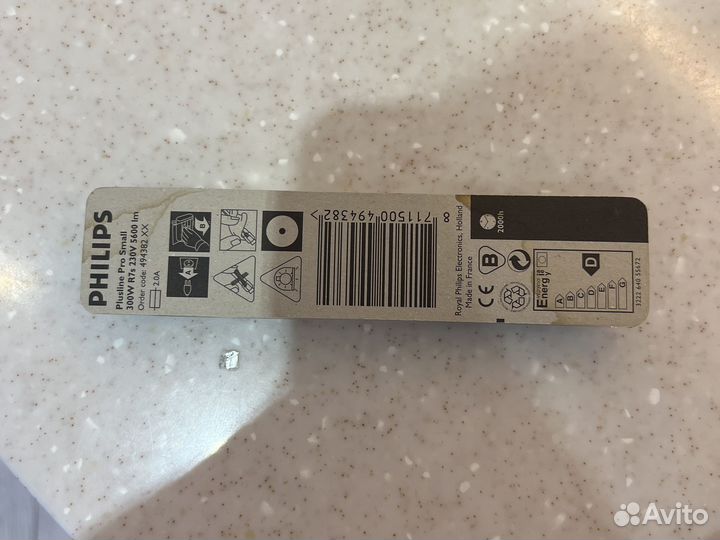 PHILIPS
Plusline Pro Small
300W R7s 230V 5600 lm
Order code: 494382 XX
2.0A
B
A
8 711500 494382 >
Royal Philips Electronics, Holland
Made in France
CE
B
Energy
D
A
B
C
D
E
F
G
2000h
3222 640 55672
Avito